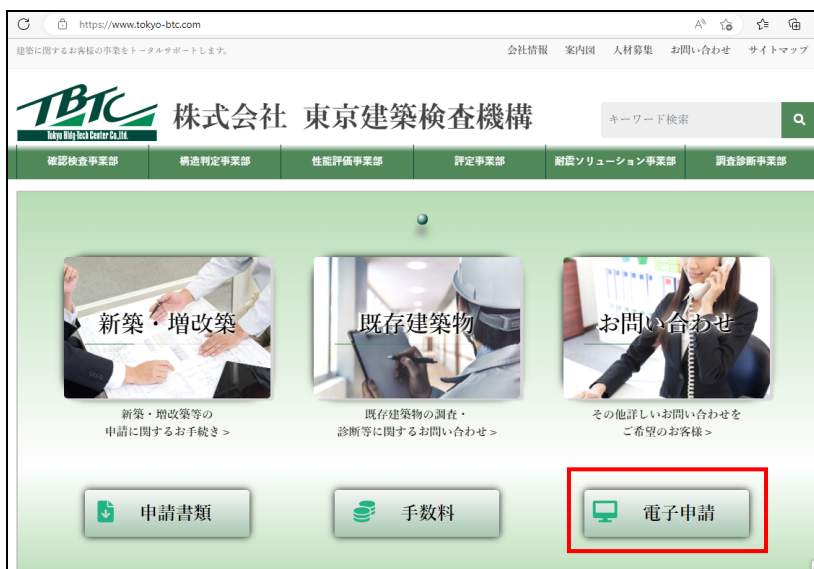 https://www.tokyo-btc.com
建築に関するお客様の事業をトータルサポートします。
会社情報 案内図 人材募集 お問い合わせ サイトマップ
TBTC
Tokyo Bldg-Tech Center Co.,Ltd.
株式会社 東京建築検査機構
キーワード検索
確認検査事業部 構造判定事業部 性能評価事業部 評定事業部 耐震ソリューション事業部 調査診断事業部
新築・増改築
既存建築物
お問い合わせ
新築・増改築等の
申請に関するお手続き >
既存建築物の調査・
診断等に関するお問い合わせ >
その他詳しいお問い合わせを
ご希望のお客様 >
申請書類
手数料
電子申請